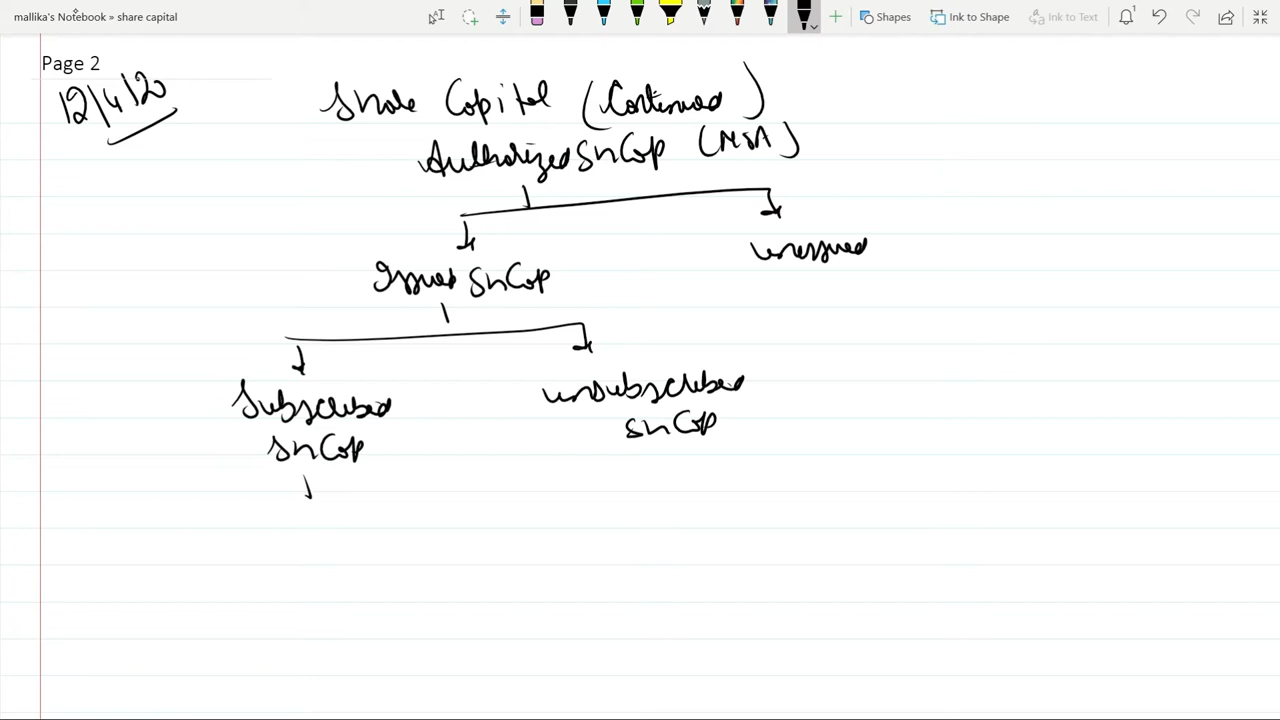 mallika's Notebook » share capital
Shapes
Ink to Shape
Ink to Text
Page 2
12/4/20
Share Capital (Continued)
Authorized Sh Cap (MOA)
Issued Sh Cap
unissued
Subscribed
Sh Cap
unsubscribed
Sh Cap